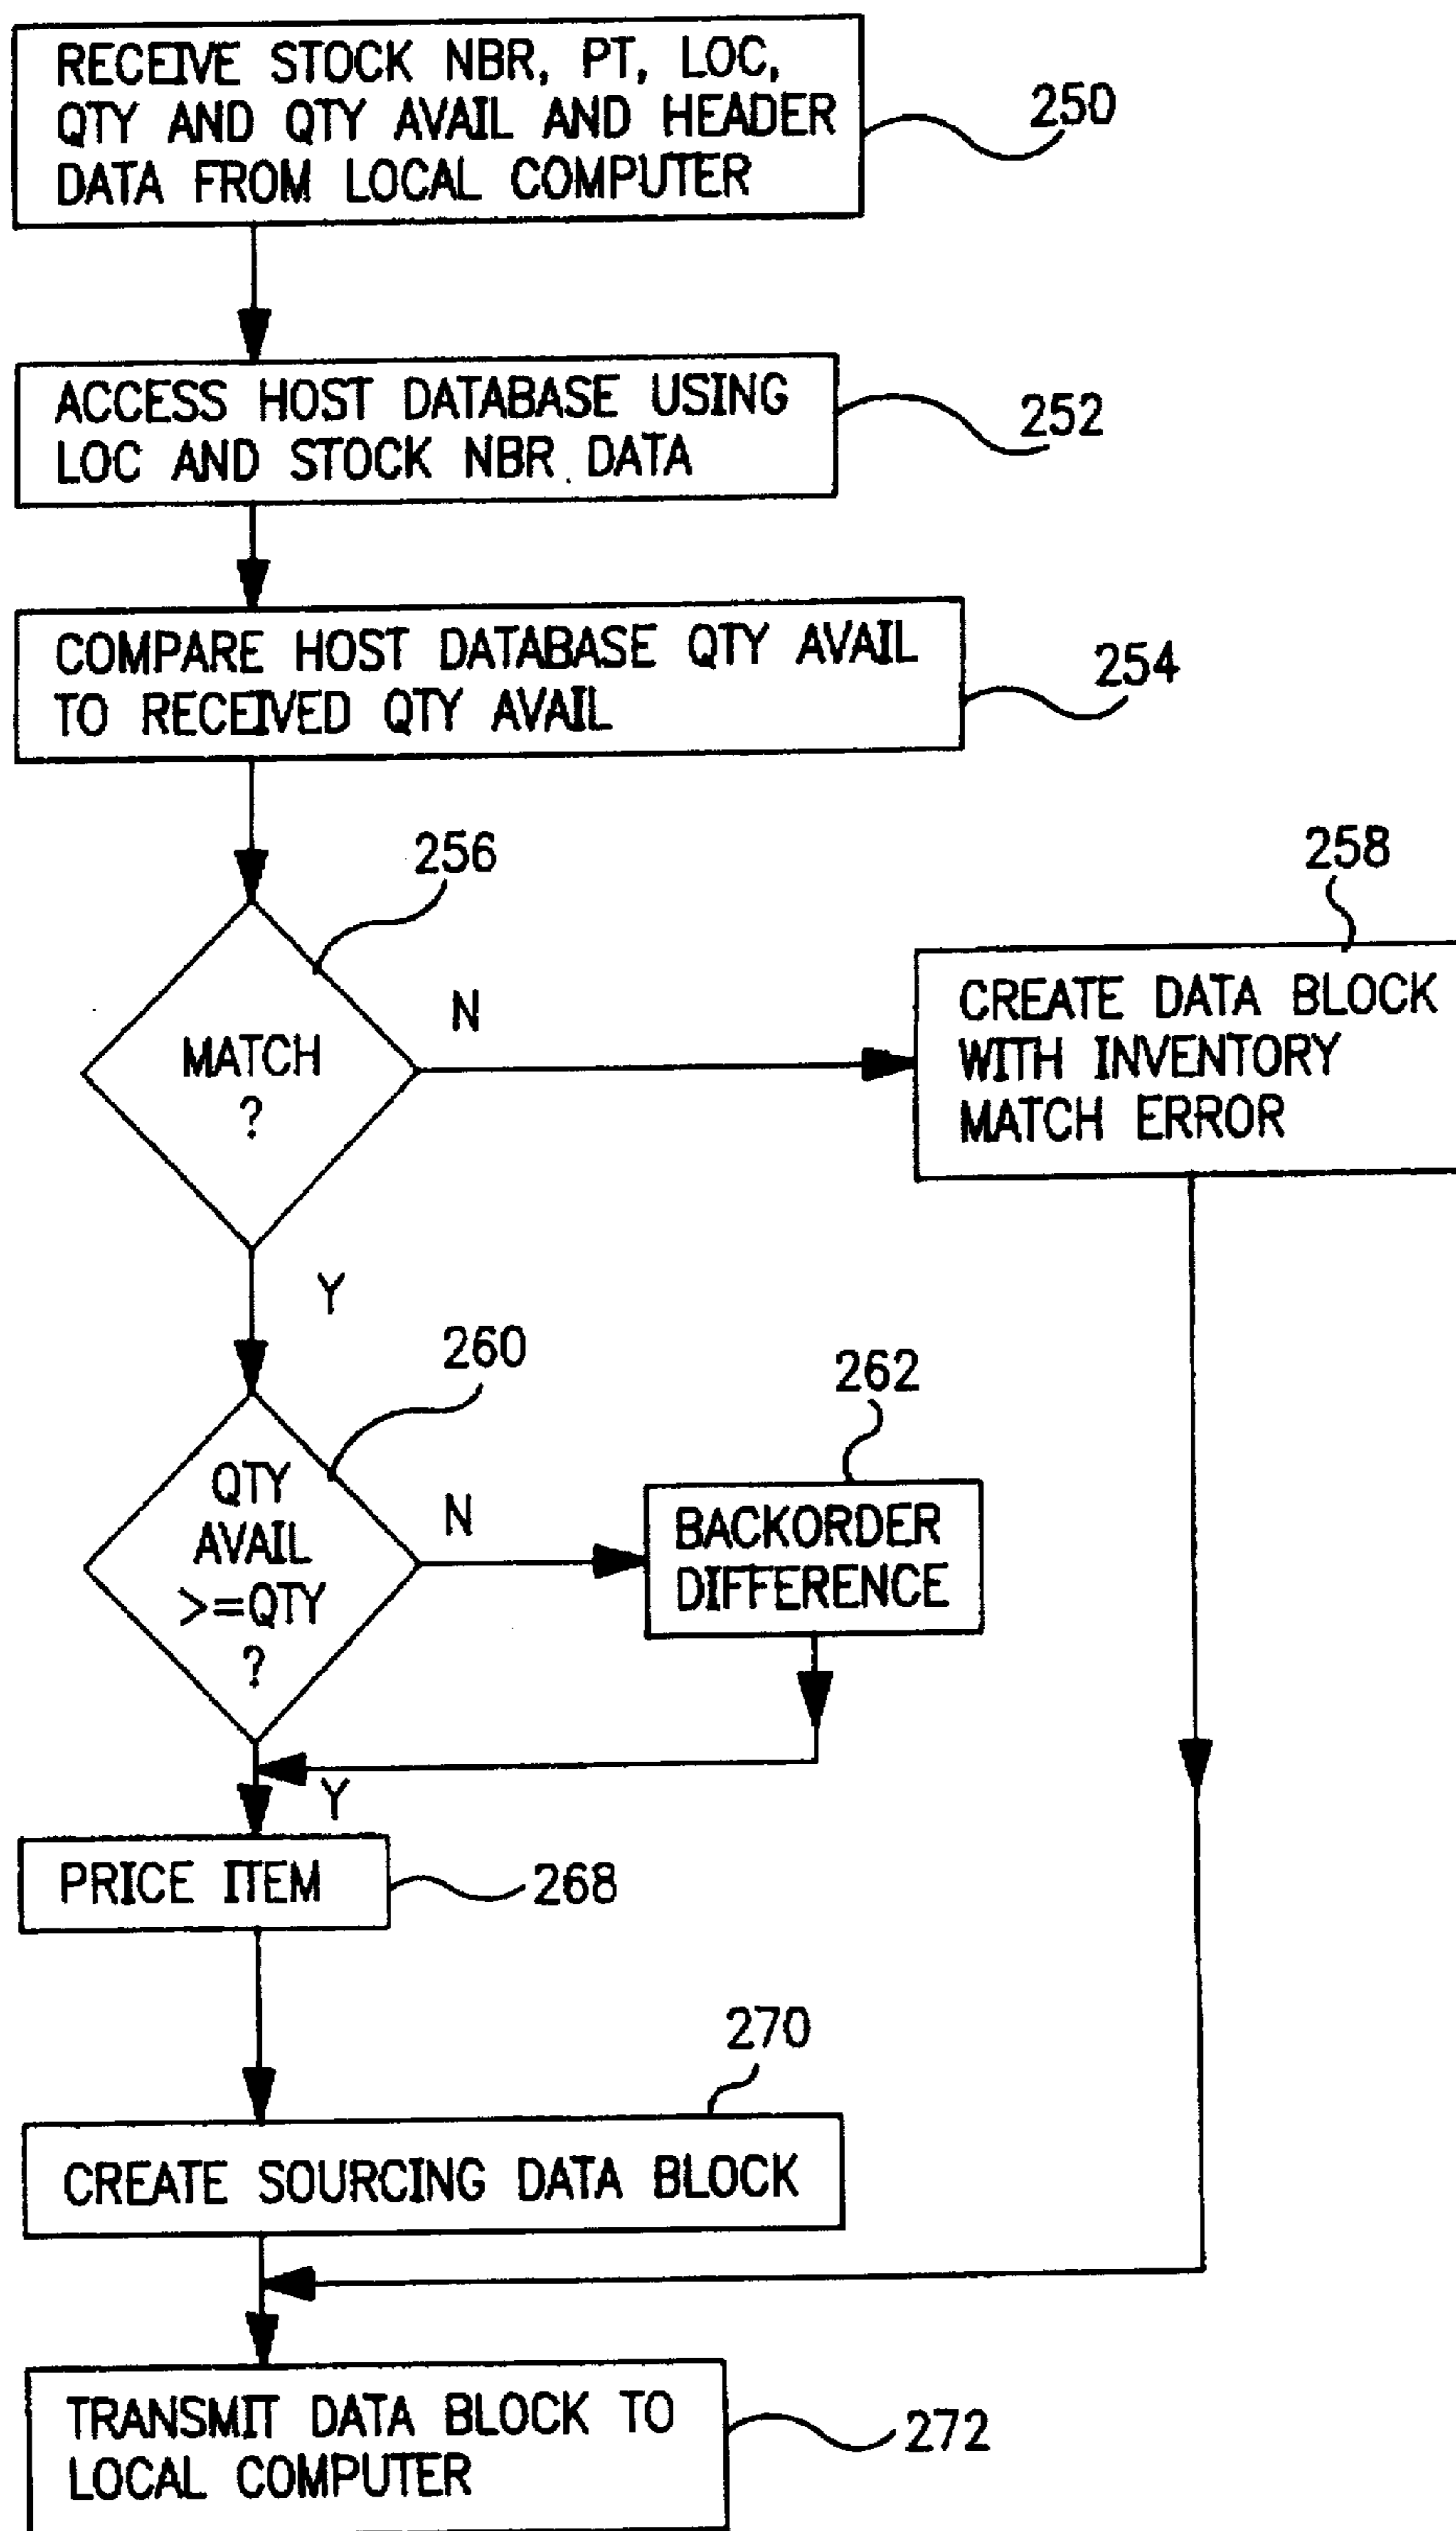 RECEIVE STOCK NBR, PT, LOC,
QTY AND QTY AVAIL AND HEADER
DATA FROM LOCAL COMPUTER
250
ACCESS HOST DATABASE USING
LOC AND STOCK NBR DATA
252
COMPARE HOST DATABASE QTY AVAIL
TO RECEIVED QTY AVAIL
254
256
MATCH
?
N
258
CREATE DATA BLOCK
WITH INVENTORY
MATCH ERROR
Y
260
QTY
AVAIL
>=QTY
?
N
262
BACKORDER
DIFFERENCE
Y
PRICE ITEM
268
270
CREATE SOURCING DATA BLOCK
TRANSMIT DATA BLOCK TO
LOCAL COMPUTER
272